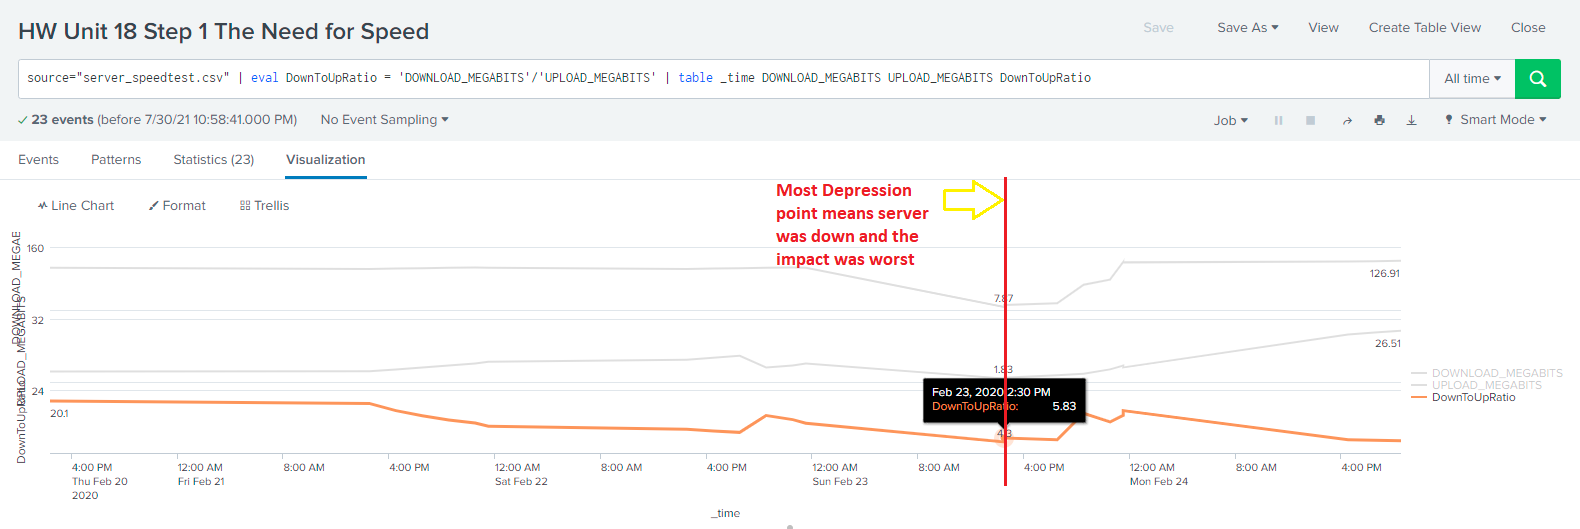 HW Unit 18 Step 1 The Need for Speed
Save
Save As
View
Create Table View
Close
source="server_speedtest.csv" | eval DownToUpRatio = 'DOWNLOAD_MEGABITS'/'UPLOAD_MEGABITS' | table _time DOWNLOAD_MEGABITS UPLOAD_MEGABITS DownToUpRatio
All time
23 events (before 7/30/21 10:58:41.000 PM)
No Event Sampling
Job
Smart Mode
Events
Patterns
Statistics (23)
Visualization
Line Chart
Format
Trellis
Most Depression
point means server
was down and the
impact was worst
DOWNLOAD_MEGAB
160
7.87
126.91
UPLOAD_MEGABITS
32
1.83
26.51
DownToUpRatio
24
20.1
4.3
Feb 23, 2020 2:30 PM
DownToUpRatio: 5.83
DOWNLOAD_MEGABITS
UPLOAD_MEGABITS
DownToUpRatio
4:00 PM
Thu Feb 20
2020
12:00 AM
Fri Feb 21
8:00 AM
4:00 PM
12:00 AM
Sat Feb 22
8:00 AM
4:00 PM
12:00 AM
Sun Feb 23
8:00 AM
4:00 PM
12:00 AM
Mon Feb 24
8:00 AM
4:00 PM
_time